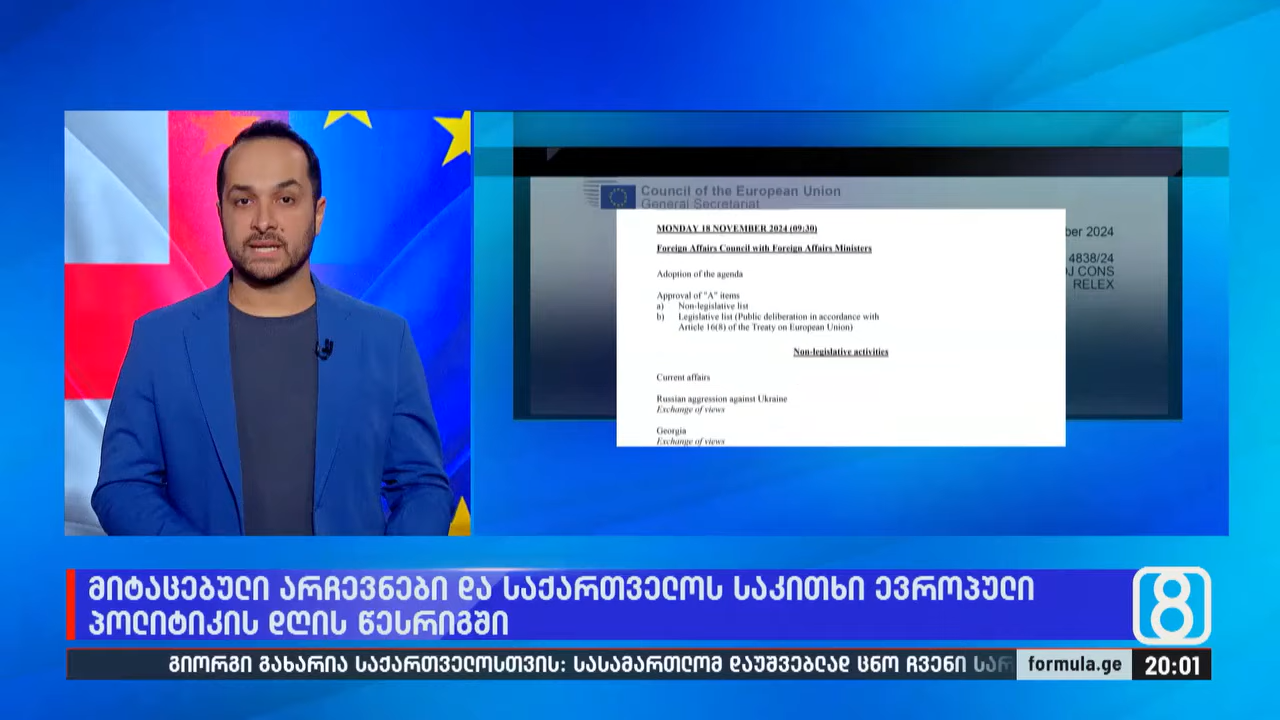 Council of the European Union
General Secretariat
ber 2024
4838/24
OJ CONS
RELEX
MONDAY 18 NOVEMBER 2024 (09:30)
Foreign Affairs Council with Foreign Affairs Ministers
Adoption of the agenda
Approval of "A" items
a) Non-legislative list
b) Legislative list (Public deliberation in accordance with
Article 16(8) of the Treaty on European Union)
Non-legislative activities
Current affairs
Russian aggression against Ukraine
Exchange of views
Georgia
Exchange of views
მიტაცებული არჩევნები და საქართველოს საკითხი ევროპული
პოლიტიკის დღის წესრიგში
8
გიორგი გახარია საქართველოსთვის: სასამართლომ დაუშვებლად ცნო ჩვენი სარ
formula.ge
20:01